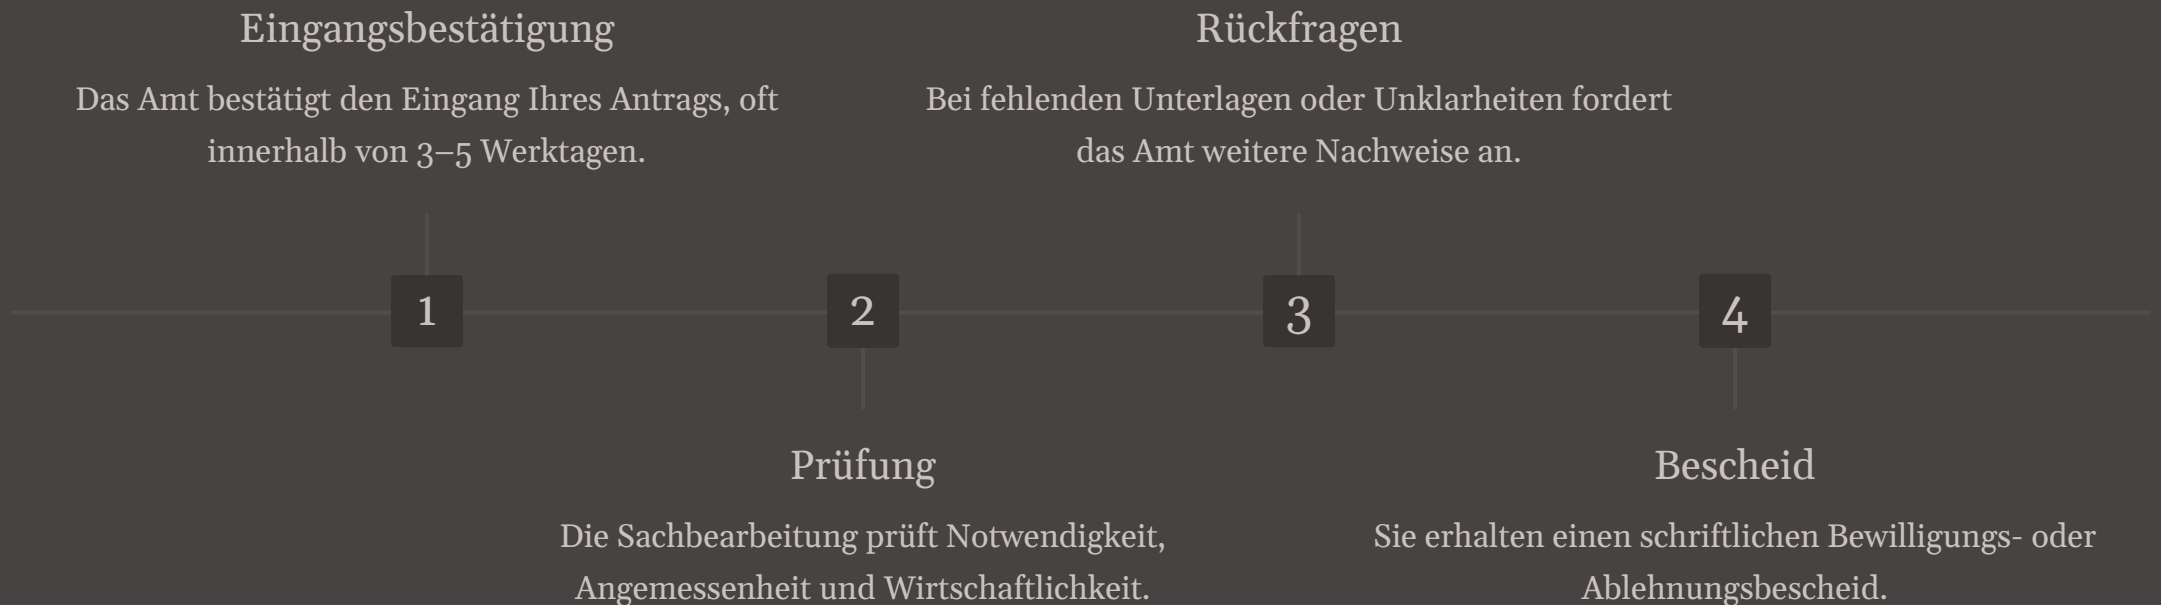 Eingangsbestätigung
Das Amt bestätigt den Eingang Ihres Antrags, oft
innerhalb von 3–5 Werktagen.
Rückfragen
Bei fehlenden Unterlagen oder Unklarheiten fordert
das Amt weitere Nachweise an.
1
2
3
4
Prüfung
Die Sachbearbeitung prüft Notwendigkeit,
Angemessenheit und Wirtschaftlichkeit.
Bescheid
Sie erhalten einen schriftlichen Bewilligungs- oder
Ablehnungsbescheid.